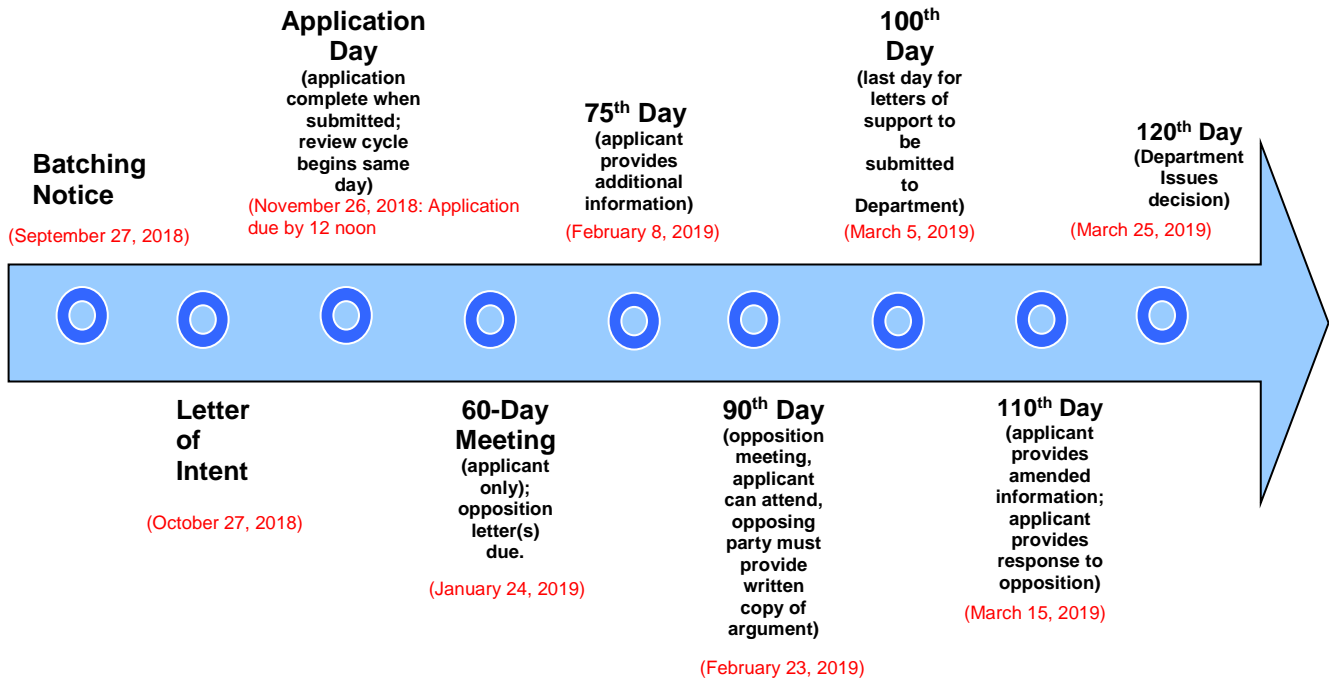 Batching
Notice
(September 27, 2018)
Letter
of
Intent
(October 27, 2018)
Application
Day
(application
complete when
submitted;
review cycle
begins same
day)
(November 26, 2018: Application
due by 12 noon
60-Day
Meeting
(applicant
only);
opposition
letter(s)
due.
(January 24, 2019)
75th Day
(applicant
provides
additional
information)
(February 8, 2019)
90th Day
(opposition
meeting,
applicant
can attend,
opposing
party must
provide
written
copy of
argument)
(February 23, 2019)
100th
Day
(last day for
letters of
support to
be
submitted
to
Department)
(March 5, 2019)
110th Day
(applicant
provides
amended
information;
applicant
provides
response to
opposition)
(March 15, 2019)
120th Day
(Department
Issues
decision)
(March 25, 2019)